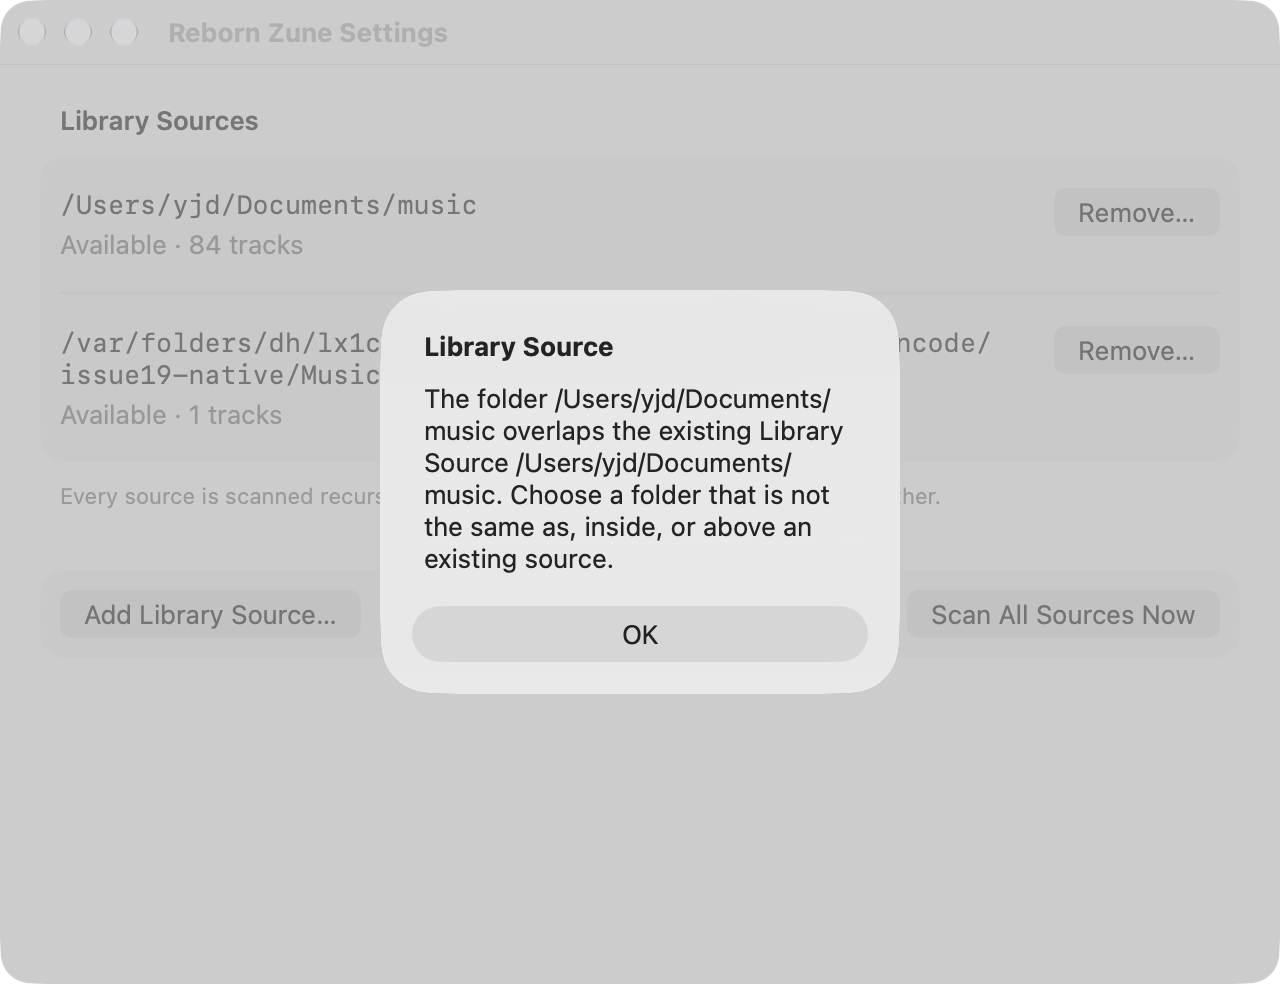 Reborn Zune Settings
Library Sources
/Users/yjd/Documents/music
Remove...
Available · 84 tracks
/var/folders/dh/lx1c
ncode/
Remove...
issue19-native/Music
Available · 1 tracks
Library Source
The folder /Users/yjd/Documents/
music overlaps the existing Library
Source /Users/yjd/Documents/
music. Choose a folder that is not
the same as, inside, or above an
existing source.
Every source is scanned
OK
Add Library Source...
Scan All Sources Now